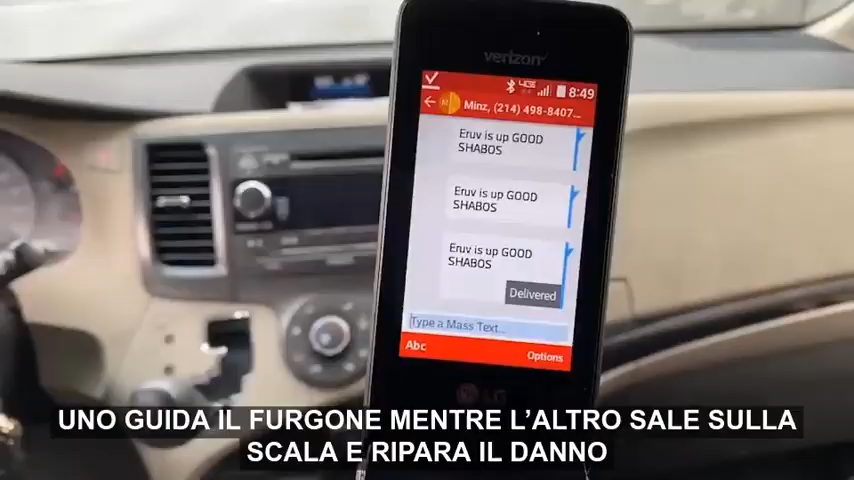 verizon
8:49
Minz, (214) 498-8407...
Eruv is up GOOD
SHABOS
Eruv is up GOOD
SHABOS
Eruv is up GOOD
SHABOS
Delivered
Type a Mass Text...
Abc
Options
LG
UNO GUIDA IL FURGONE MENTRE L'ALTRO SALE SULLA
SCALA E RIPARA IL DANNO